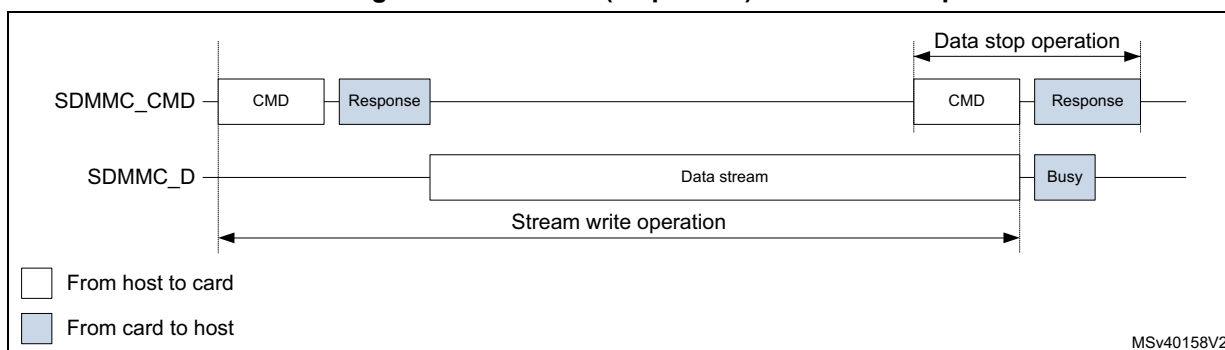 Data stop operation
SDMMC_CMD
CMD
Response
CMD
Response
SDMMC_D
Data stream
Busy
Stream write operation
From host to card
From card to host
MSv40158V2